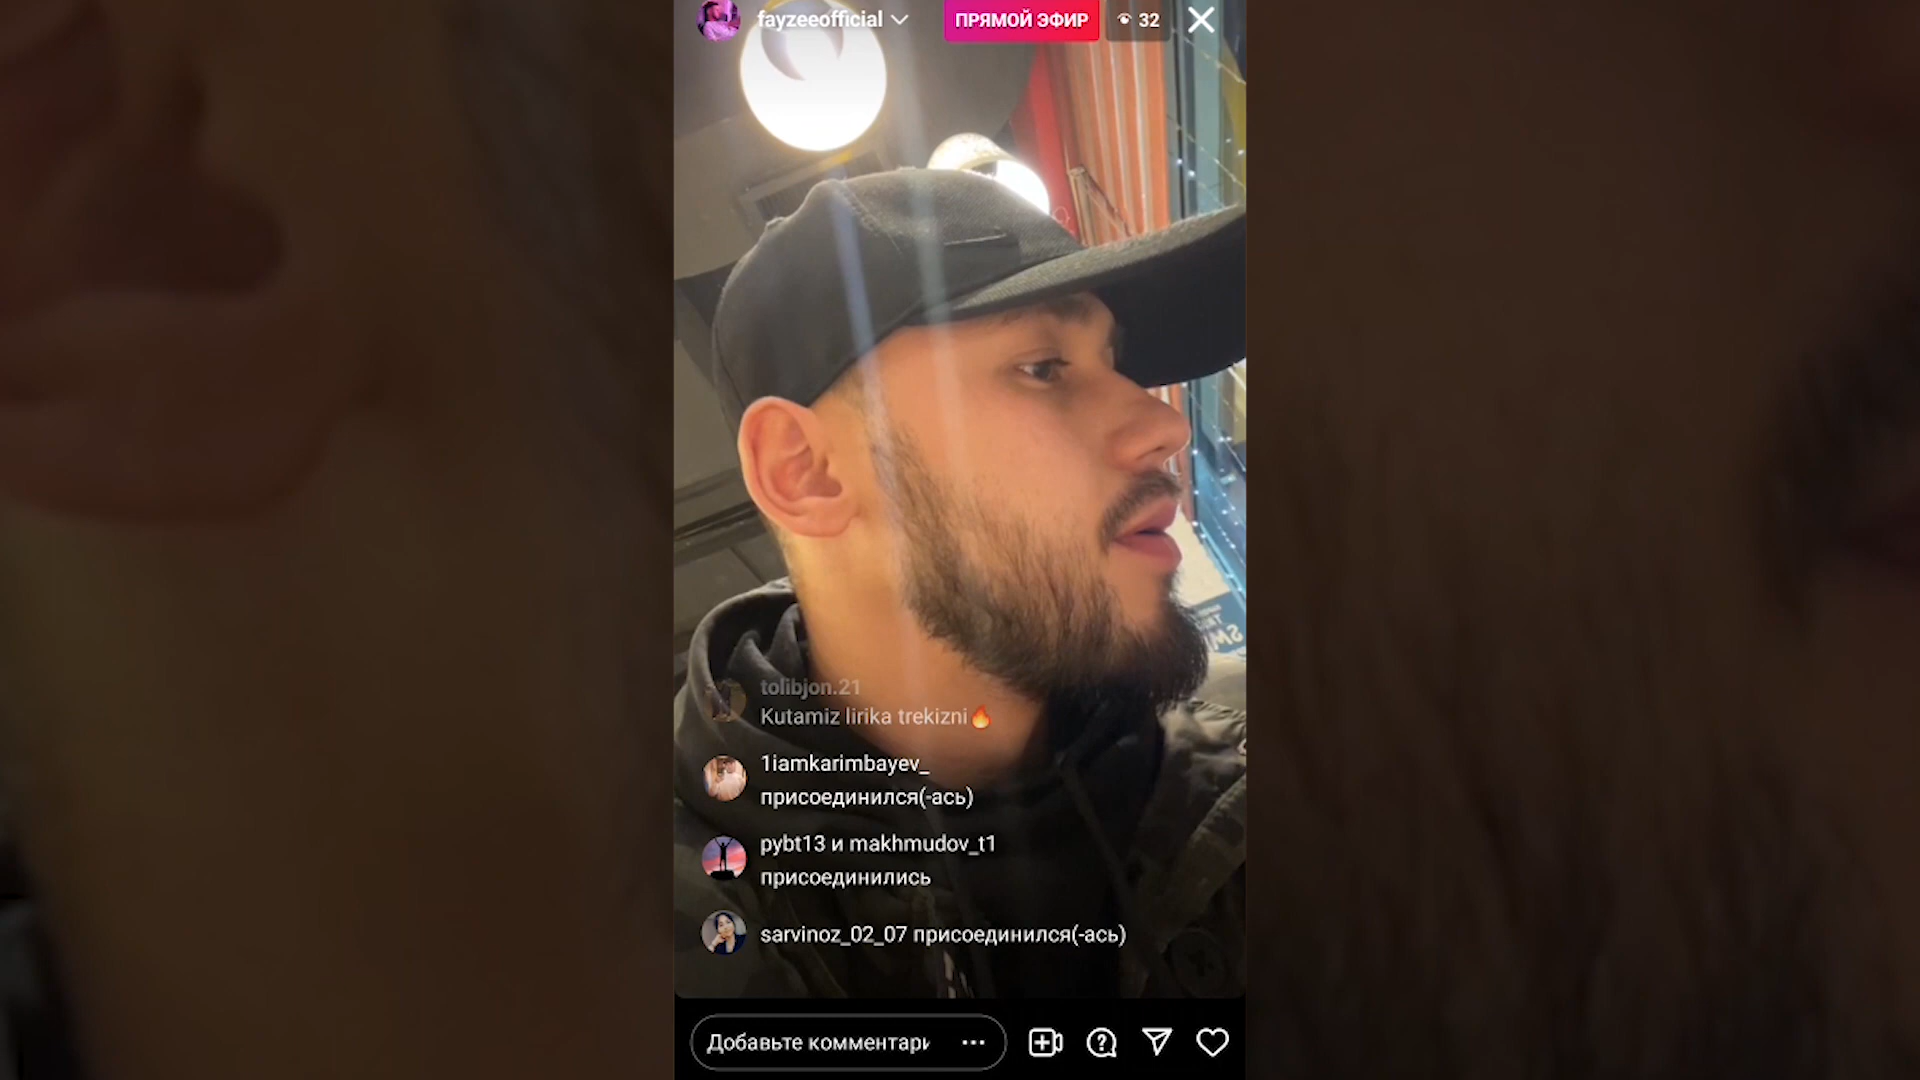 fayzeeofficial
ПРЯМОЙ ЭФИР
32
tolibjon.21
Kutamiz lirika trekizni🔥
1iamkarimbayev_
присоединился(-ась)
pybt13 и makhmudov_t1
присоединились
sarvinoz_02_07 присоединился(-ась)
Добавьте комментари